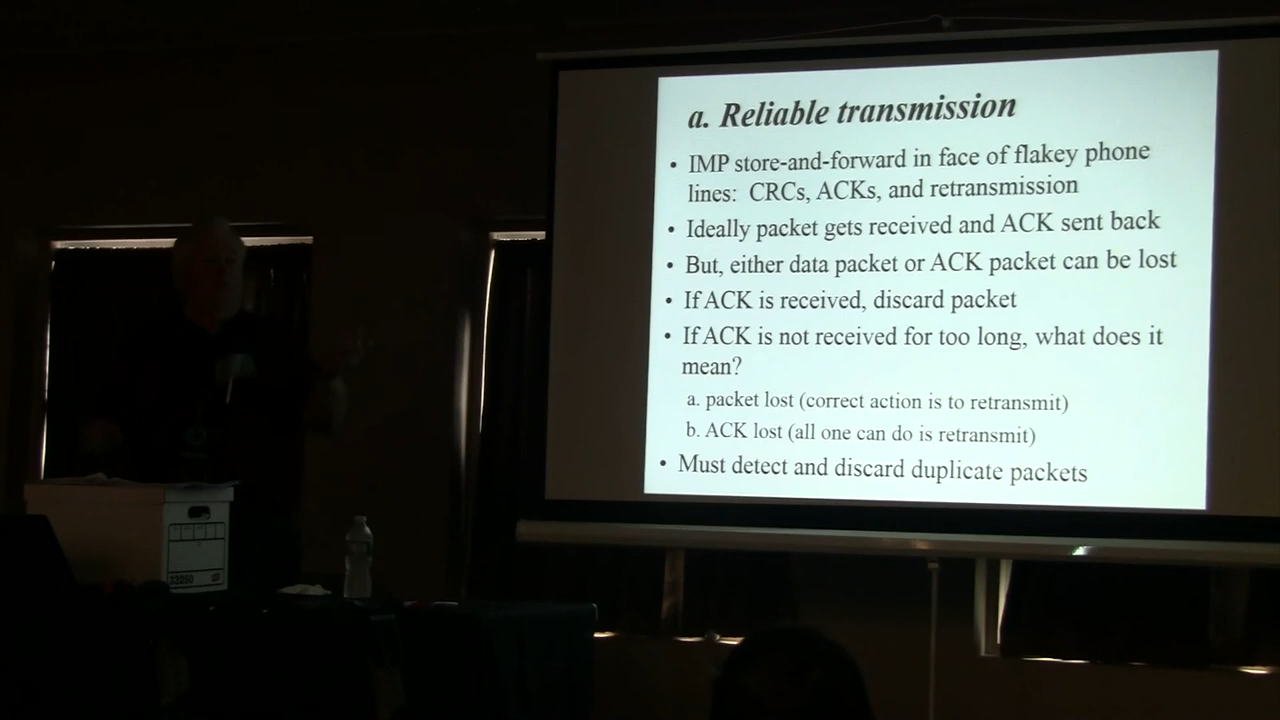 a. Reliable transmission
• IMP store-and-forward in face of flakey phone
lines: CRCs, ACKs, and retransmission
• Ideally packet gets received and ACK sent back
• But, either data packet or ACK packet can be lost
• If ACK is received, discard packet
• If ACK is not received for too long, what does it
mean?
a. packet lost (correct action is to retransmit)
b. ACK lost (all one can do is retransmit)
• Must detect and discard duplicate packets